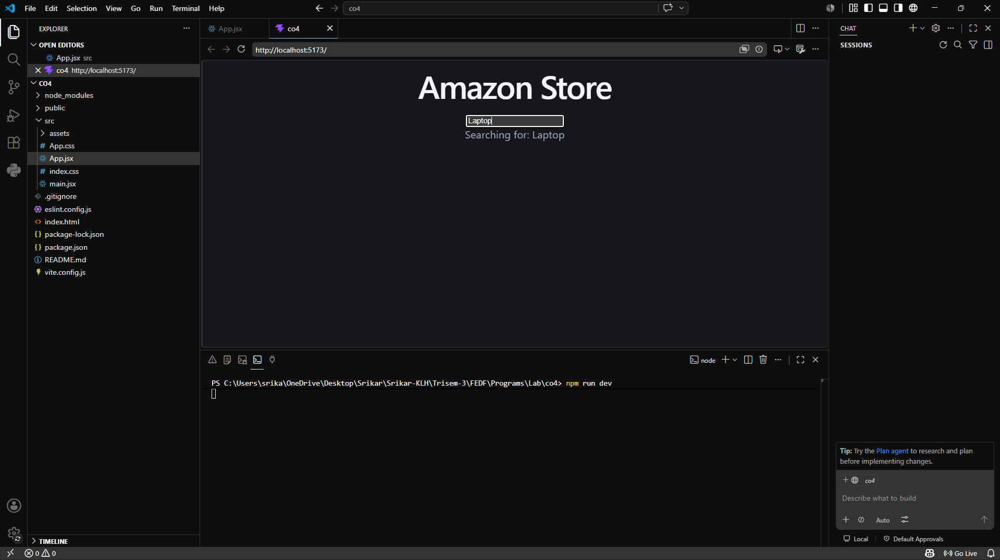 File Edit Selection View Go Run Terminal Help
co4
EXPLORER
OPEN EDITORS
App.jsx src
co4 http://localhost:5173/
CO4
node_modules
public
src
assets
App.css
App.jsx
index.css
main.jsx
.gitignore
eslint.config.js
index.html
package-lock.json
package.json
README.md
vite.config.js
TIMELINE
App.jsx
co4
http://localhost:5173/
Amazon Store
Laptop
Searching for: Laptop
node
PS C:\Users\srika\OneDrive\Desktop\Srikar\Srikar-KLH\Trisem-3\FEDF\Programs\Lab\co4> npm run dev
CHAT
SESSIONS
Tip: Try the Plan agent to research and plan
before implementing changes.
co4
Describe what to build
Auto
Local
Default Approvals
0 0
Go Live